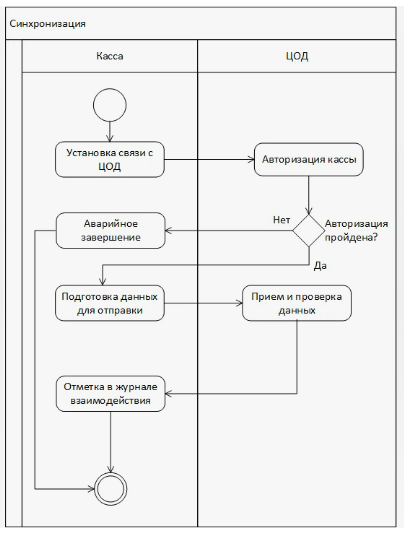 Синхронизация
Касса
ЦОД
Установка связи с
ЦОД
Авторизация кассы
Нет
Авторизация
пройдена?
Аварийное
завершение
Да
Подготовка данных
для отправки
Прием и проверка
данных
Отметка в журнале
взаимодействия